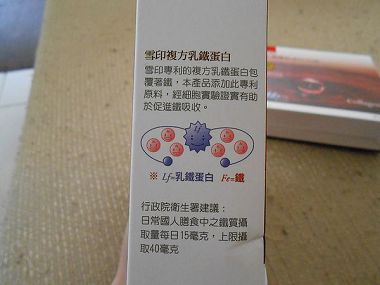 雪印複方乳鐵蛋白
雪印專利的複方乳鐵蛋白包
覆著鐵，本產品添加此專利
原料，經細胞實驗證實有助
於促進鐵吸收。
Lf
※ Lf=乳鐵蛋白 Fe=鐵
行政院衛生署建議：
日常國人膳食中之鐵質攝
取量每日15毫克，上限攝
取40毫克
Collagen